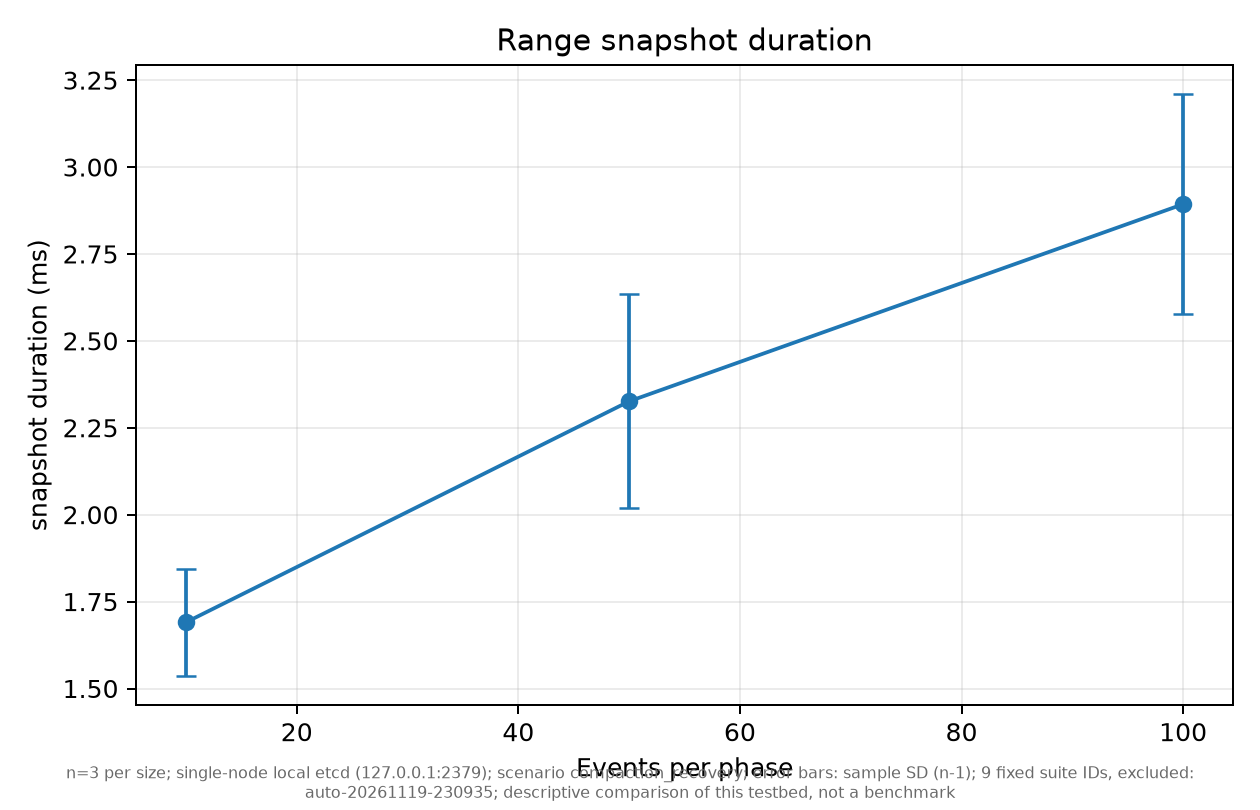 Range snapshot duration
snapshot duration (ms)
3.25
3.00
2.75
2.50
2.25
2.00
1.75
1.50
20 40 60 80 100
Events per phase
n=3 per size; single-node local etcd (127.0.0.1:2379); scenario compaction_recovery; error bars: sample SD (n-1); 9 fixed suite IDs, excluded:
auto-20261119-230935; descriptive comparison of this testbed, not a benchmark